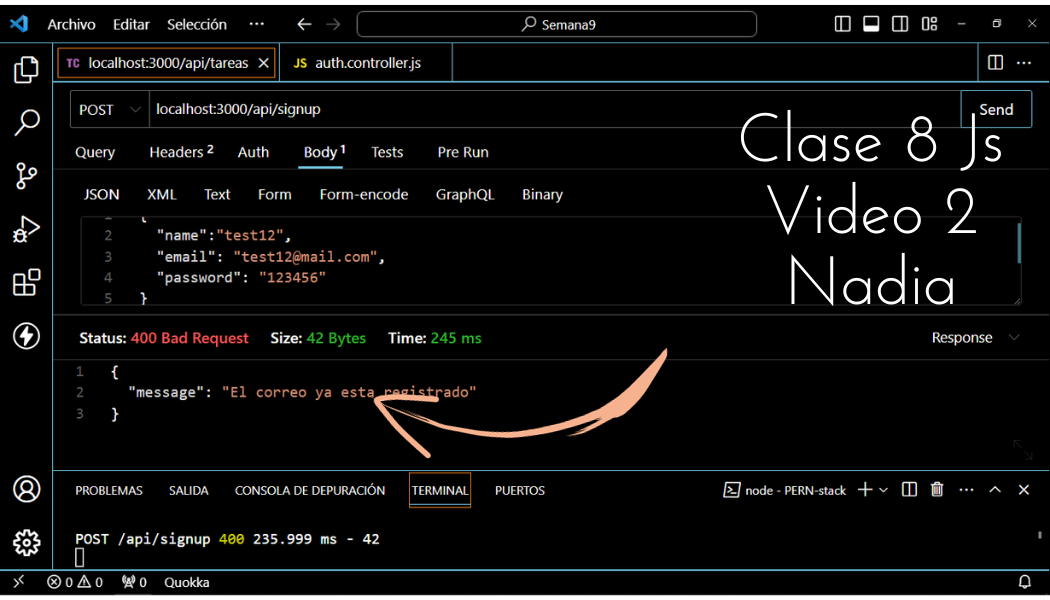 Archivo Editar Selección ··· Semana9
TC localhost:3000/api/tareas JS auth.controller.js
POST localhost:3000/api/signup Send
Query Headers 2 Auth Body 1 Tests Pre Run
JSON XML Text Form Form-encode GraphQL Binary
Clase 8 Js
Video 2
Nadia
2 "name":"test12",
3 "email": "test12@mail.com",
4 "password": "123456"
5 }
Status: 400 Bad Request Size: 42 Bytes Time: 245 ms Response
1 {
2 "message": "El correo ya esta registrado"
3 }
PROBLEMAS SALIDA CONSOLA DE DEPURACIÓN TERMINAL PUERTOS node - PERN-stack
POST /api/signup 400 235.999 ms - 42
0 0 0 Quokka